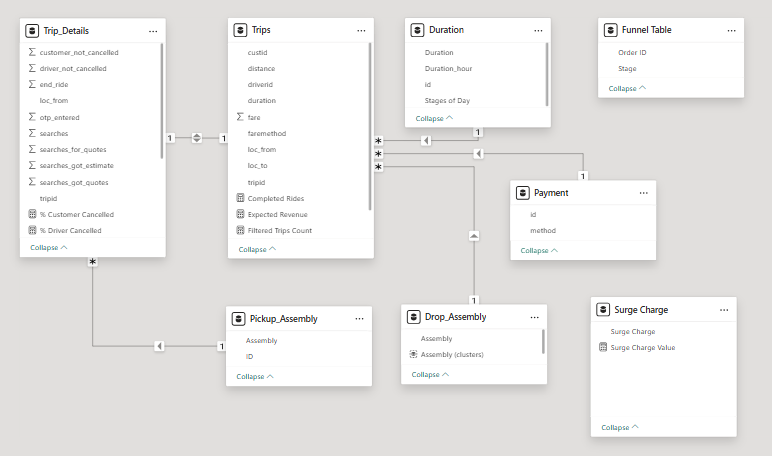 Trip_Details
customer_not_cancelled
driver_not_cancelled
end_ride
loc_from
otp_entered
searches
searches_for_quotes
searches_got_estimate
searches_got_quotes
tripid
% Customer Cancelled
% Driver Cancelled
Collapse
Trips
custid
distance
driverid
duration
fare
faremethod
loc_from
loc_to
tripid
Completed Rides
Expected Revenue
Filtered Trips Count
Collapse
Duration
Duration
Duration_hour
id
Stages of Day
Collapse
Funnel Table
Order ID
Stage
Collapse
1
1
*
*
*
1
1
Payment
id
method
Collapse
*
1
Pickup_Assembly
Assembly
ID
Collapse
1
Drop_Assembly
Assembly
Assembly (clusters)
Collapse
Surge Charge
Surge Charge
Surge Charge Value
Collapse